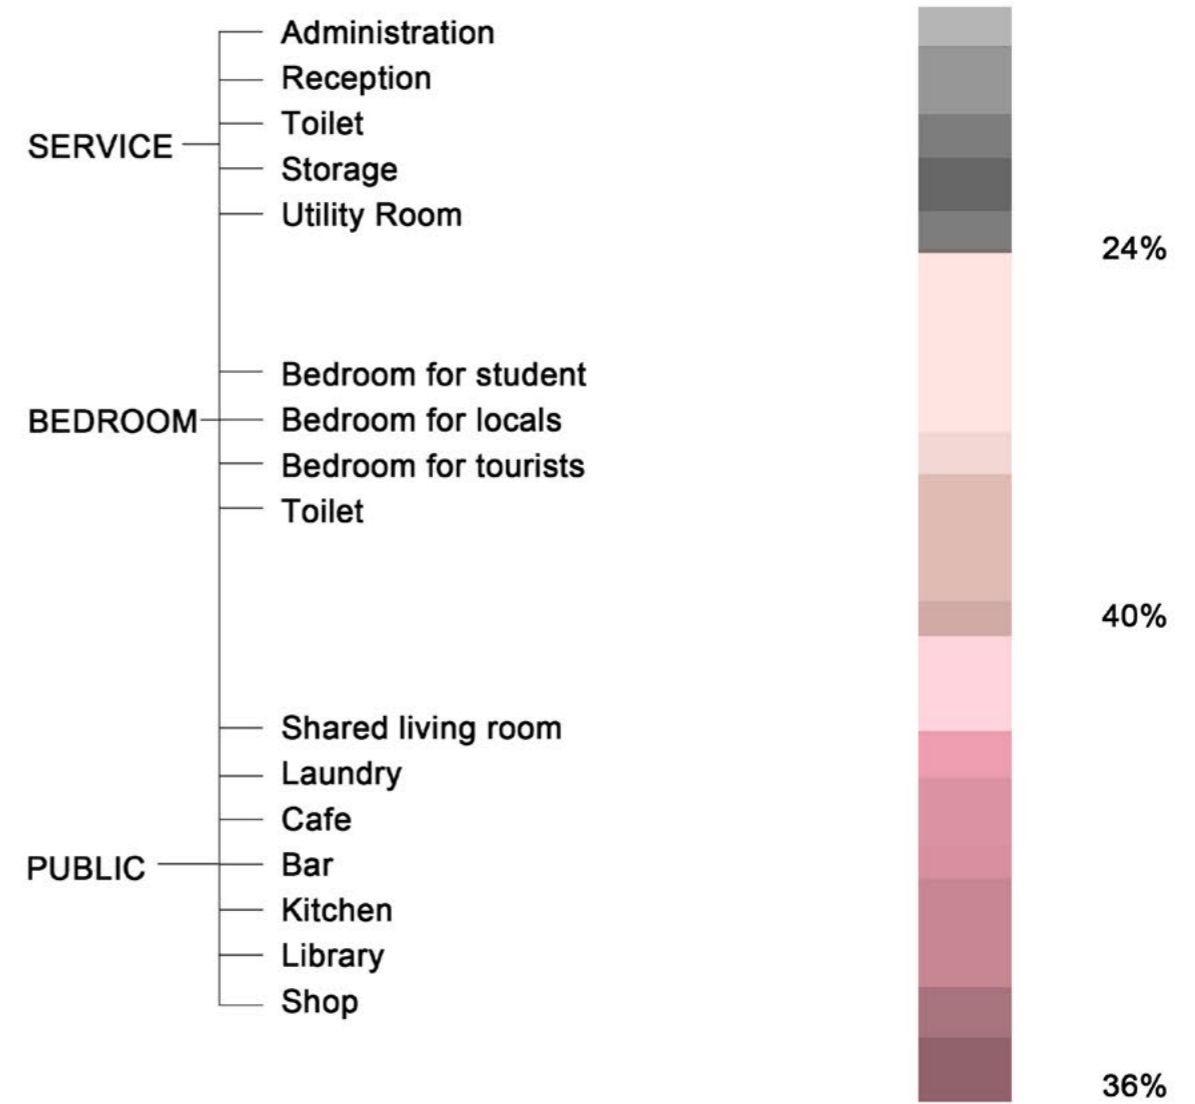 SERVICE
Administration
Reception
Toilet
Storage
Utility Room
24%
BEDROOM
Bedroom for student
Bedroom for locals
Bedroom for tourists
Toilet
40%
PUBLIC
Shared living room
Laundry
Cafe
Bar
Kitchen
Library
Shop
36%